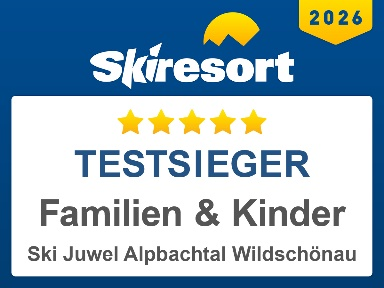 2026
Skiresort
TESTSIEGER
Familien & Kinder
Ski Juwel Alpbachtal Wildschönau